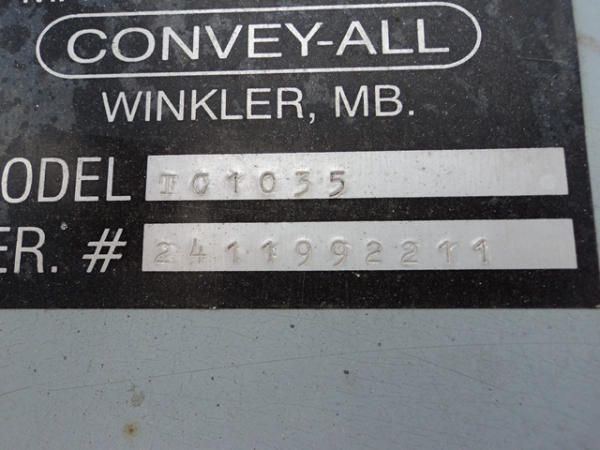 CONVEY-ALL
WINKLER, MB.
ODEL TC1035
ER. # 2411992211